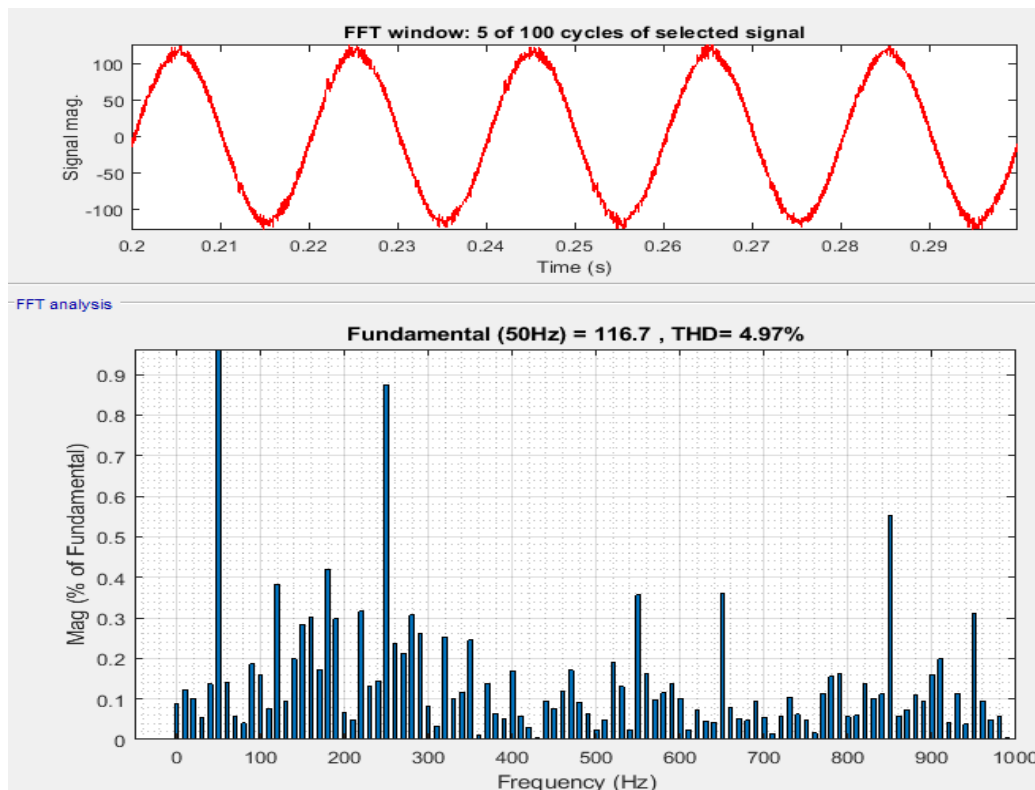 FFT window: 5 of 100 cycles of selected signal
100
50
0
-50
-100
Signal mag.
0.2 0.21 0.22 0.23 0.24 0.25 0.26 0.27 0.28 0.29
Time (s)
FFT analysis
Fundamental (50Hz) = 116.7 , THD= 4.97%
0.9
0.8
0.7
0.6
0.5
0.4
0.3
0.2
0.1
0
Mag (% of Fundamental)
0 100 200 300 400 500 600 700 800 900 1000
Frequency (Hz)